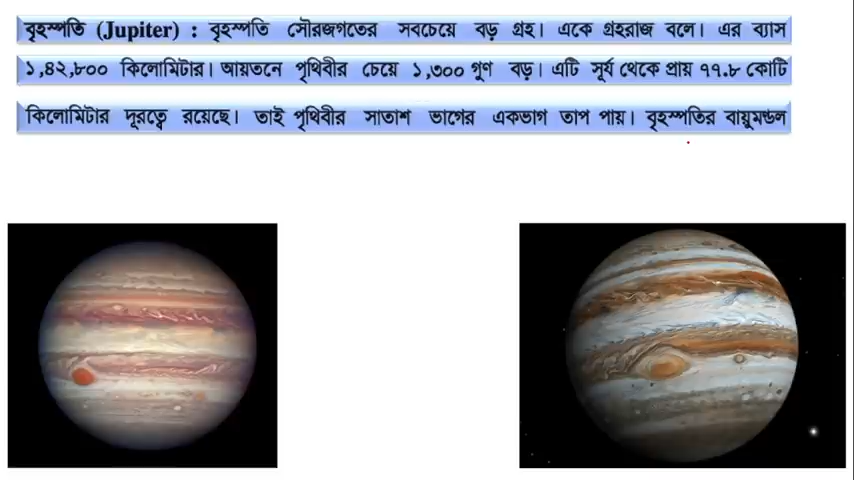 বৃহস্পতি (Jupiter) : বৃহস্পতি সৌরজগতের সবচেয়ে বড় গ্রহ। একে গ্রহরাজ বলে। এর ব্যাস
১,৪২,৮০০ কিলোমিটার। আয়তনে পৃথিবীর চেয়ে ১,৩০০ গুণ বড়। এটি সূর্য থেকে প্রায় ৭৭.৮ কোটি
কিলোমিটার দূরত্বে রয়েছে। তাই পৃথিবীর সাতাশ ভাগের একভাগ তাপ পায়। বৃহস্পতির বায়ুমন্ডল